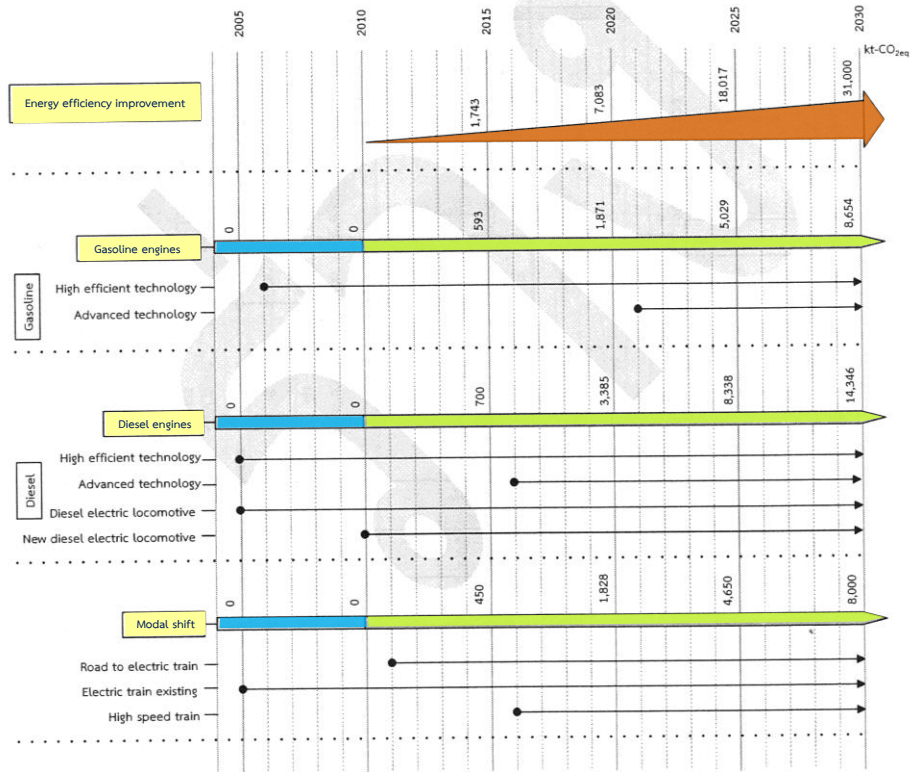 2005
2010
2015
2020
2025
2030
kt-CO2eq
Energy efficiency improvement
1,743
7,083
18,017
31,000
Gasoline engines
0
0
593
1,871
5,029
8,654
Gasoline
High efficient technology
Advanced technology
Diesel engines
0
0
700
3,385
8,338
14,346
Diesel
High efficient technology
Advanced technology
Diesel electric locomotive
New diesel electric locomotive
Modal shift
0
0
450
1,828
4,650
8,000
Road to electric train
Electric train existing
High speed train